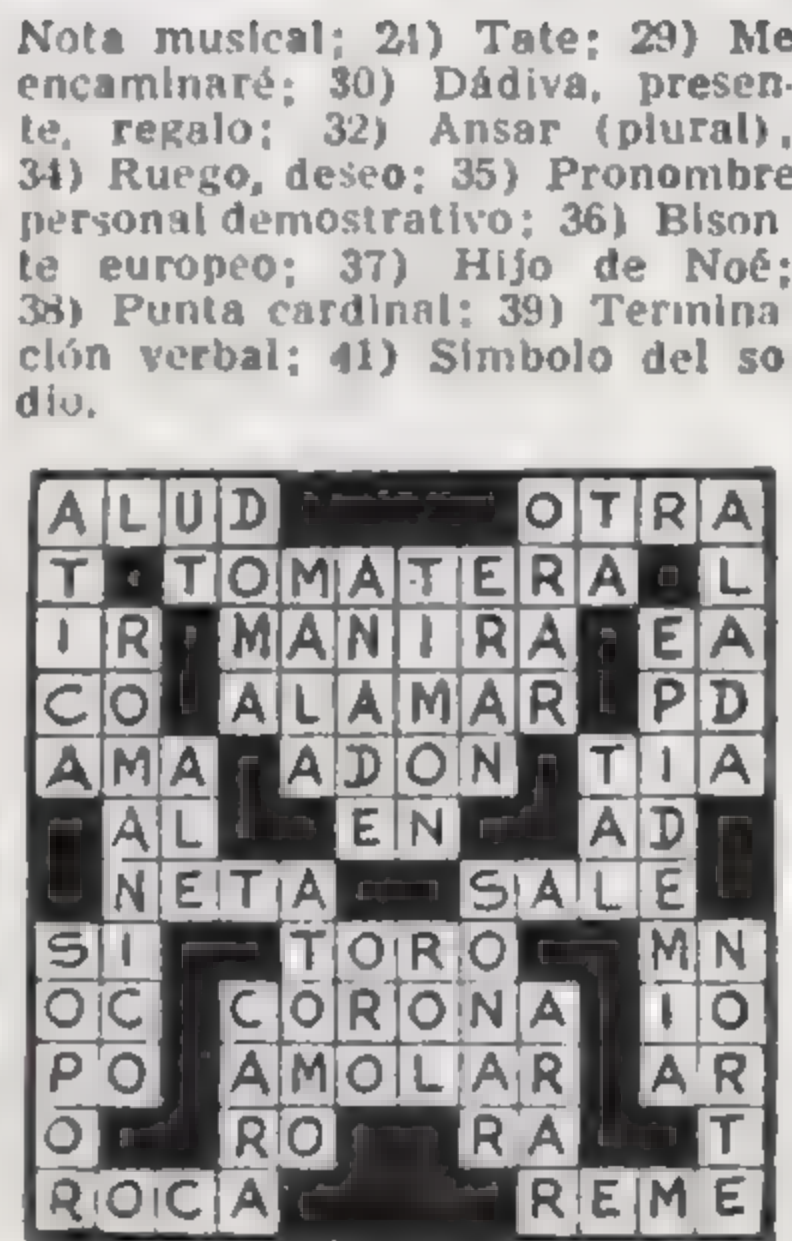 Nota musical; 24) Tate; 29) Me
encaminaré; 30) Dádiva, presen-
te, regalo; 32) Ansar (plural),
34) Ruego, deseo; 35) Pronombre
personal demostrativo; 36) Bison
te europeo; 37) Hijo de Noé;
38) Punta cardinal; 39) Termina
ción verbal; 41) Símbolo del so
dio.
ALUD OTRA
T TOMATERA L
IR MANIRA EA
CO ALAMAR PD
AMA ADON TIA
AL EN AD
NETA SALE
SI TORO MN
OC CORONA IO
PO AMOLAR AR
O RO RA T
ROCA REME